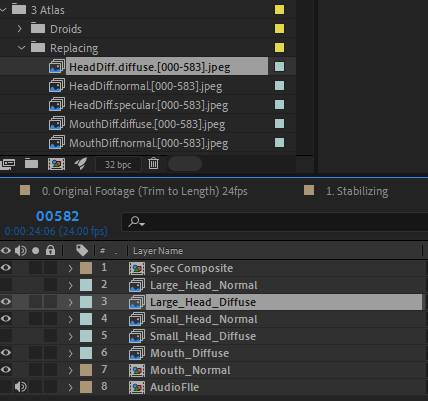 3 Atlas
Droids
Replacing
HeadDiff.diffuse.[000-583].jpeg
HeadDiff.normal.[000-583].jpeg
HeadDiff.specular.[000-583].jpeg
MouthDiff.diffuse.[000-583].jpeg
MouthDiff.normal.[000-583].jpeg
32 bpc
0. Original Footage (Trim to Length) 24fps 1. Stabilizing
00582
0:00:24:06 (24.00 fps)
# Layer Name
1 Spec Composite
2 Large_Head_Normal
3 Large_Head_Diffuse
4 Small_Head_Normal
5 Small_Head_Diffuse
6 Mouth_Diffuse
7 Mouth_Normal
8 AudioFIle